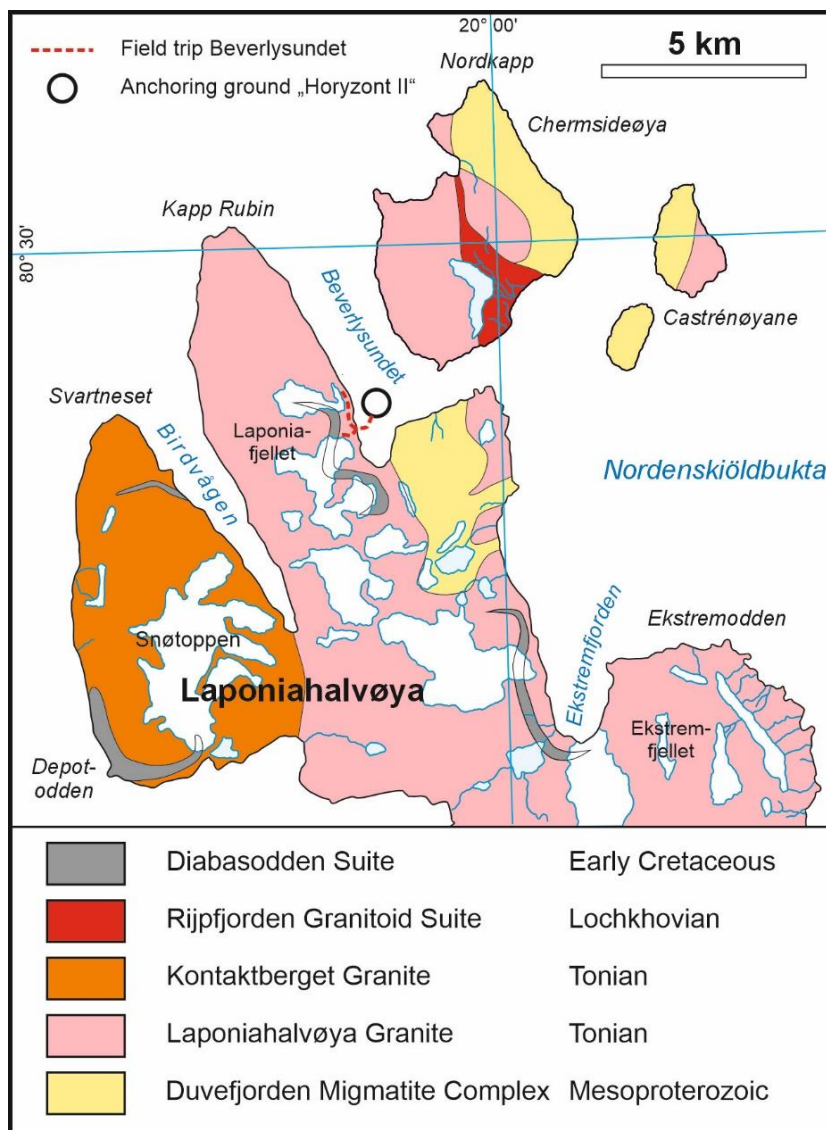 20° 00'
Field trip Beverlysundet
5 km
Anchoring ground „Horyzont II“
Nordkapp
Chermsideøya
Kapp Rubin
80° 30'
Beverlysundet
Castrénøyane
Svartneset
Birdvågen
Laponia-
fjellet
Nordenskiöldbukta
Snøtoppen
Ekstremfjorden
Ekstremodden
Laponiahalvøya
Ekstrem-
fjellet
Depot-
odden
Diabasodden Suite Early Cretaceous
Rijpfjorden Granitoid Suite Lochkhovian
Kontaktberget Granite Tonian
Laponiahalvøya Granite Tonian
Duvefjorden Migmatite Complex Mesoproterozoic